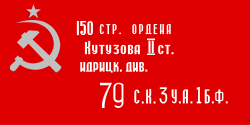 150 СТР. ОРДЕНА
КУТУЗОВА II СТ.
ИДРИЦК. ДИВ.
79 С.К. 3 У.А. 1 Б.Ф.